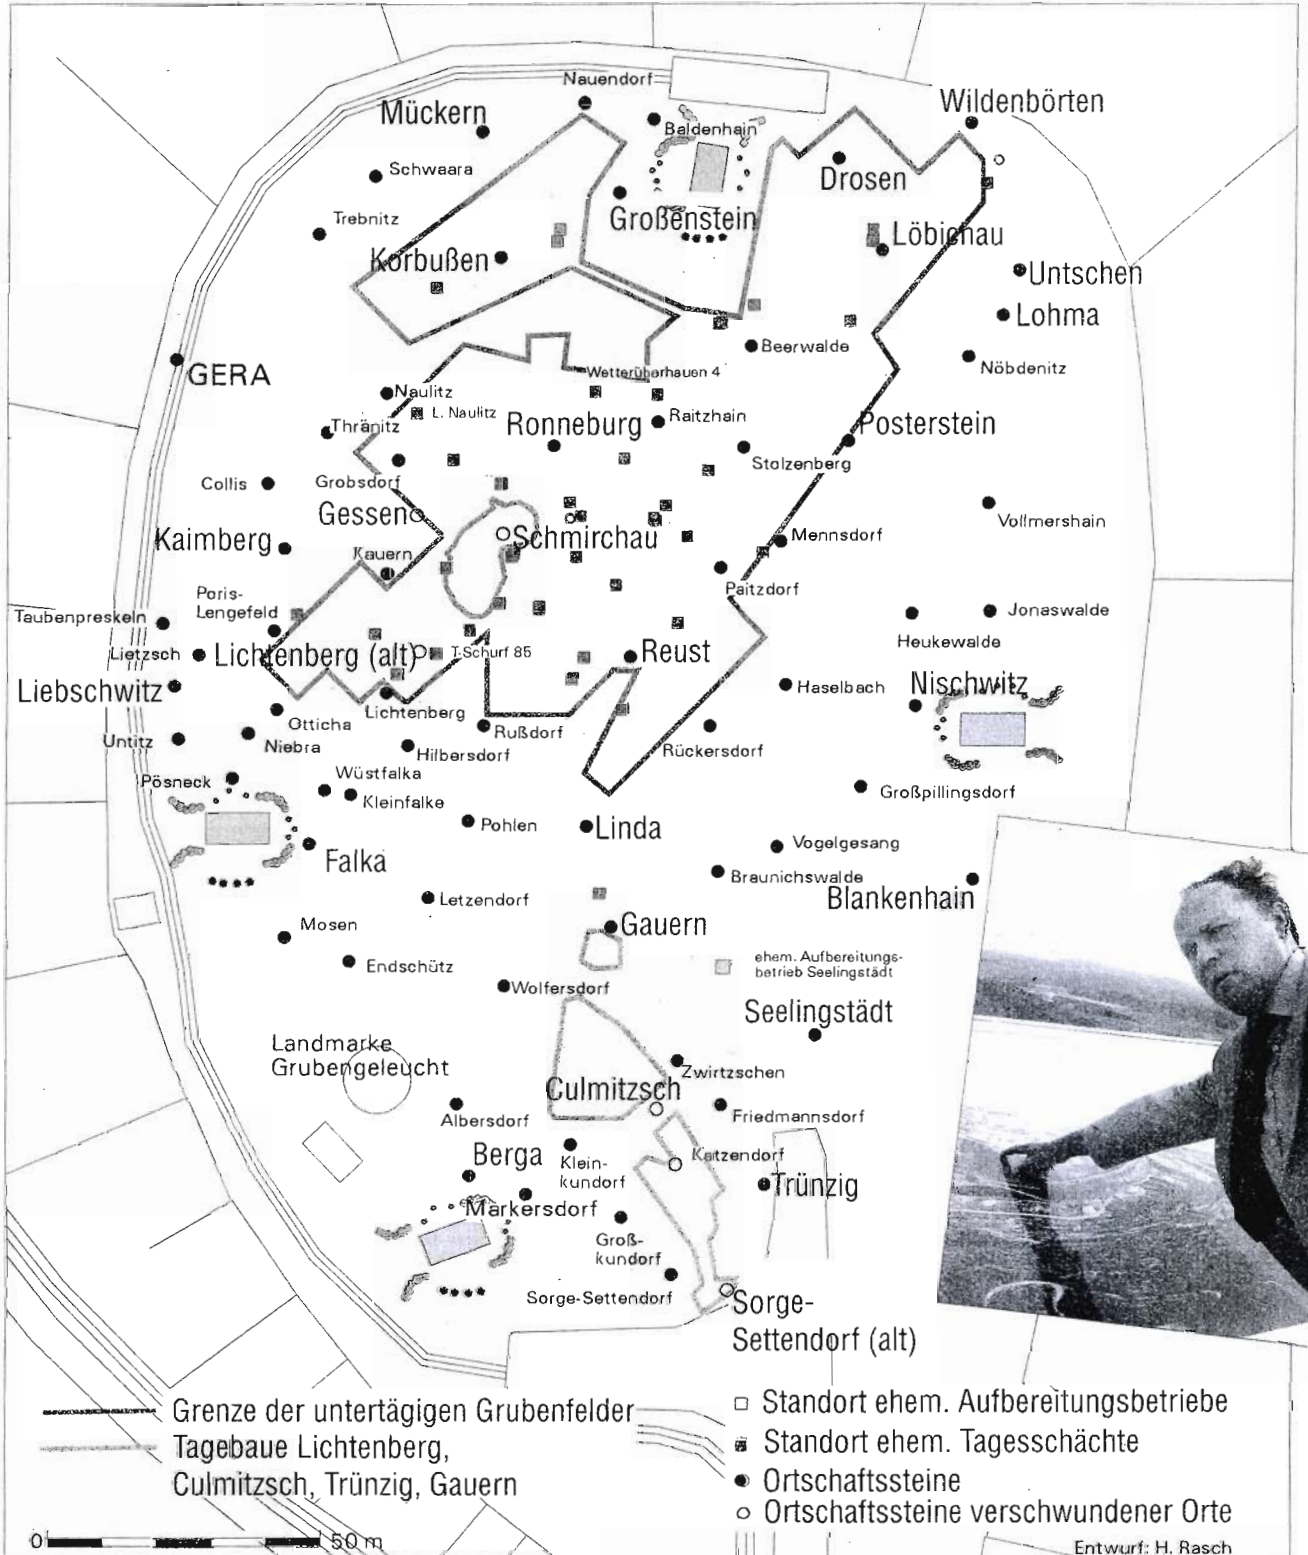 Nauendorf
Mückern
Baldenhain
Wildenbörten
Schwaara
Drosen
Trebnitz
Großenstein
Korbußen
Löbichau
Untschen
Lohma
Beerwalde
Nöbdenitz
GERA
Wetterüberhauen 4
Naulitz
L. Naulitz
Raitzhain
Ronneburg
Posterstein
Thränitz
Stolzenberg
Collis
Grobsdorf
Gessen
Vollmershain
Kaimberg
Schmirchau
Mennsdorf
Kauern
Paitzdorf
Poris-
Lengefeld
Taubenpreskeln
Jonaswalde
Heukewalde
Lietzsch
Lichtenberg (alt)
T-Schurf 85
Reust
Liebschwitz
Haselbach
Nischwitz
Lichtenberg
Otticha
Rußdorf
Untitz
Niebra
Hilbersdorf
Rückersdorf
Pösneck
Wüstfalka
Kleinfalke
Großpillingsdorf
Pohlen
Linda
Vogelgesang
Falka
Braunichswalde
Blankenhain
Letzendorf
Mosen
Gauern
Endschütz
ehem. Aufbereitungs-
betrieb Seelingstädt
Wolfersdorf
Seelingstädt
Landmarke
Grubengeleucht
Zwirtzschen
Culmitzsch
Albersdorf
Friedmannsdorf
Berga
Klein-
kundorf
Katzendorf
Trünzig
Markersdorf
Groß-
kundorf
Sorge-Settendorf
Sorge-
Settendorf (alt)
Grenze der untertägigen Grubenfelder
Tagebaue Lichtenberg,
Culmitzsch, Trünzig, Gauern
Standort ehem. Aufbereitungsbetriebe
Standort ehem. Tagesschächte
Ortschaftssteine
Ortschaftssteine verschwundener Orte
0 50 m
Entwurf: H. Rasch